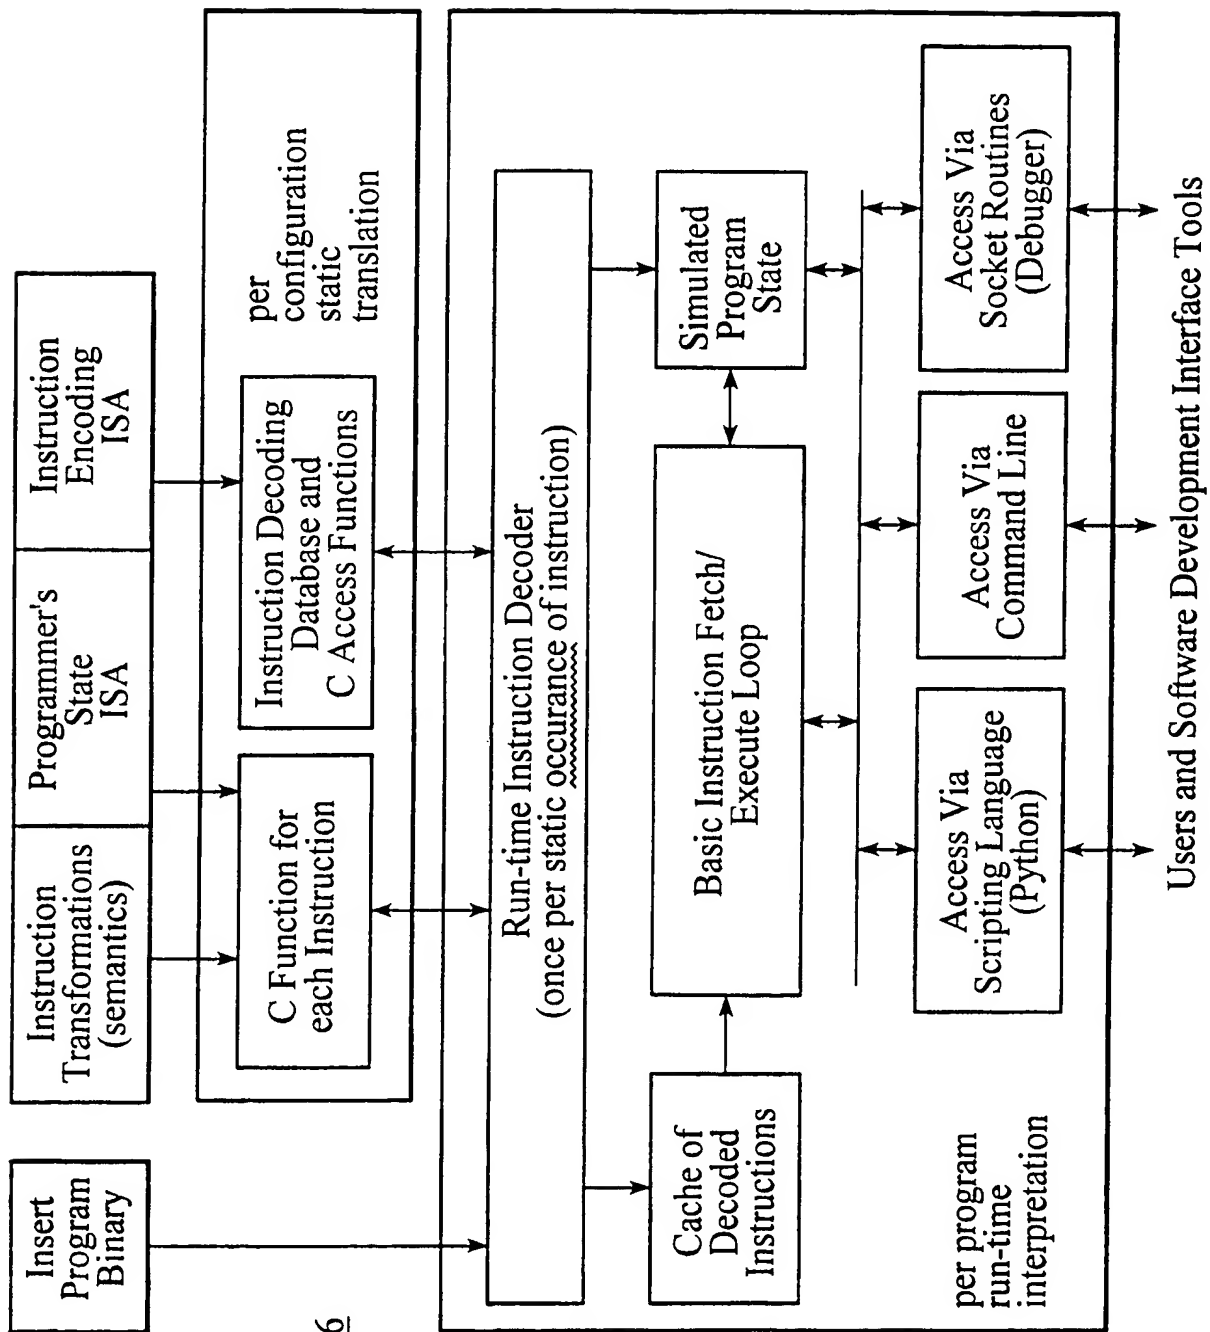 Insert
Program
Binary
Instruction
Transformations
(semantics)
Programmer's
State
ISA
Instruction
Encoding
ISA
C Function for
each Instruction
Instruction Decoding
Database and
C Access Functions
per
configuration
static
translation
Run-time Instruction Decoder
(once per static occurance of instruction)
Cache of
Decoded
Instructions
Basic Instruction Fetch/
Execute Loop
Simulated
Program
State
per program
run-time
interpretation
Access Via
Scripting Language
(Python)
Access Via
Command Line
Access Via
Socket Routines
(Debugger)
Users and Software Development Interface Tools
6